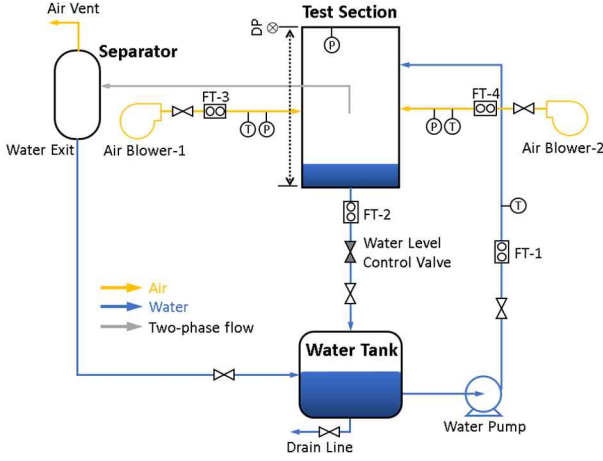 Air Vent
Test Section
DP
P
Separator
FT-3
FT-4
T
P
P
T
Air Blower-1
Air Blower-2
Water Exit
FT-2
T
Water Level
Control Valve
FT-1
Air
Water
Two-phase flow
Water Tank
Water Pump
Drain Line